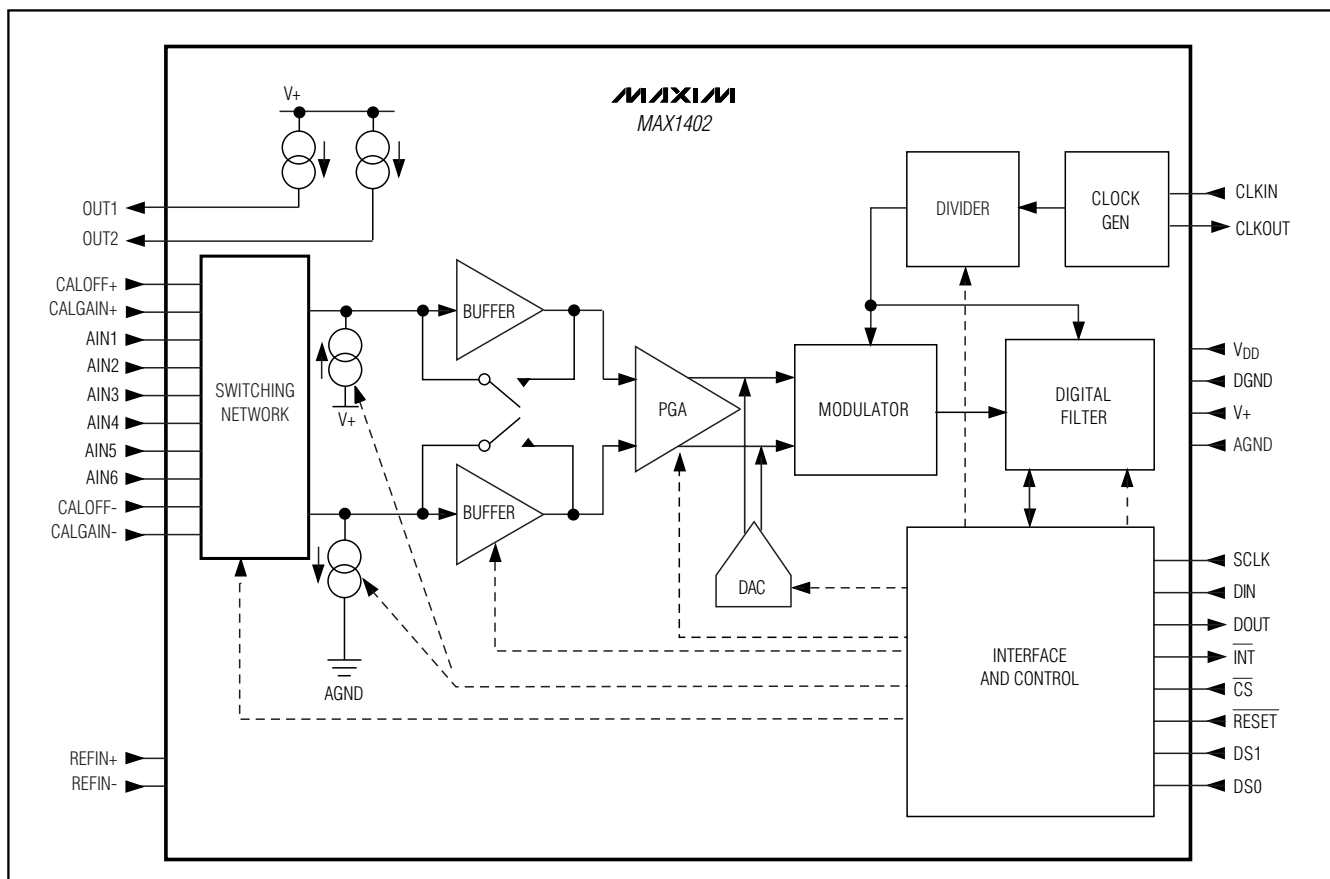 MAXIM
MAX1402
V+
OUT1
OUT2
CALOFF+
CALGAIN+
AIN1
AIN2
AIN3
AIN4
AIN5
AIN6
CALOFF-
CALGAIN-
REFIN+
REFIN-
SWITCHING
NETWORK
V+
AGND
BUFFER
BUFFER
PGA
DAC
MODULATOR
DIVIDER
CLOCK
GEN
DIGITAL
FILTER
INTERFACE
AND CONTROL
CLKIN
CLKOUT
VDD
DGND
V+
AGND
SCLK
DIN
DOUT
INT
CS
RESET
DS1
DS0